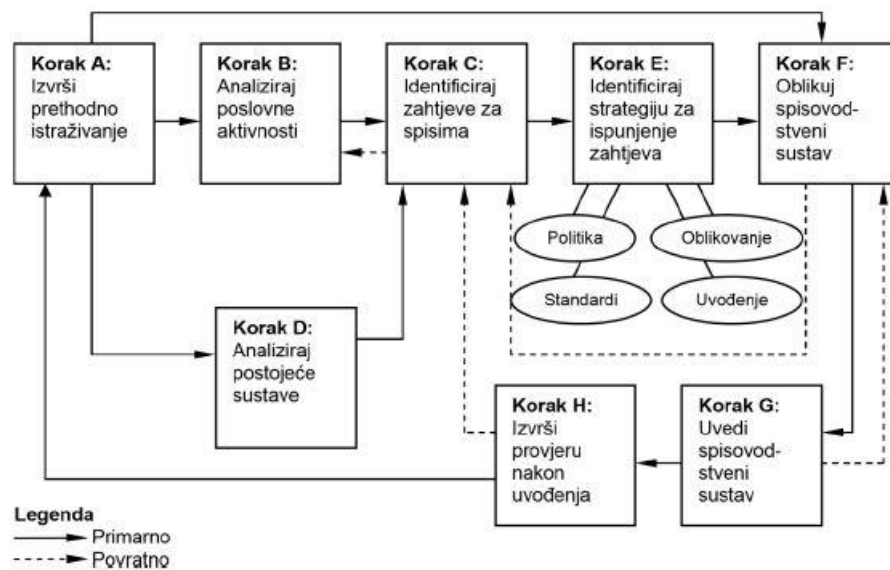 Korak A:
Izvrši
prethodno
istraživanje
Korak B:
Analiziraj
poslovne
aktivnosti
Korak C:
Identificiraj
zahtjeve za
spisima
Korak E:
Identificiraj
strategiju za
ispunjenje
zahtjeva
Korak F:
Oblikuj
spisovod-
stveni
sustav
Politika
Oblikovanje
Standardi
Uvođenje
Korak D:
Analiziraj
postojeće
sustave
Korak H:
Izvrši
provjeru
nakon
uvođenja
Korak G:
Uvedi
spisovod-
stveni
sustav
Legenda
Primarno
Povratno